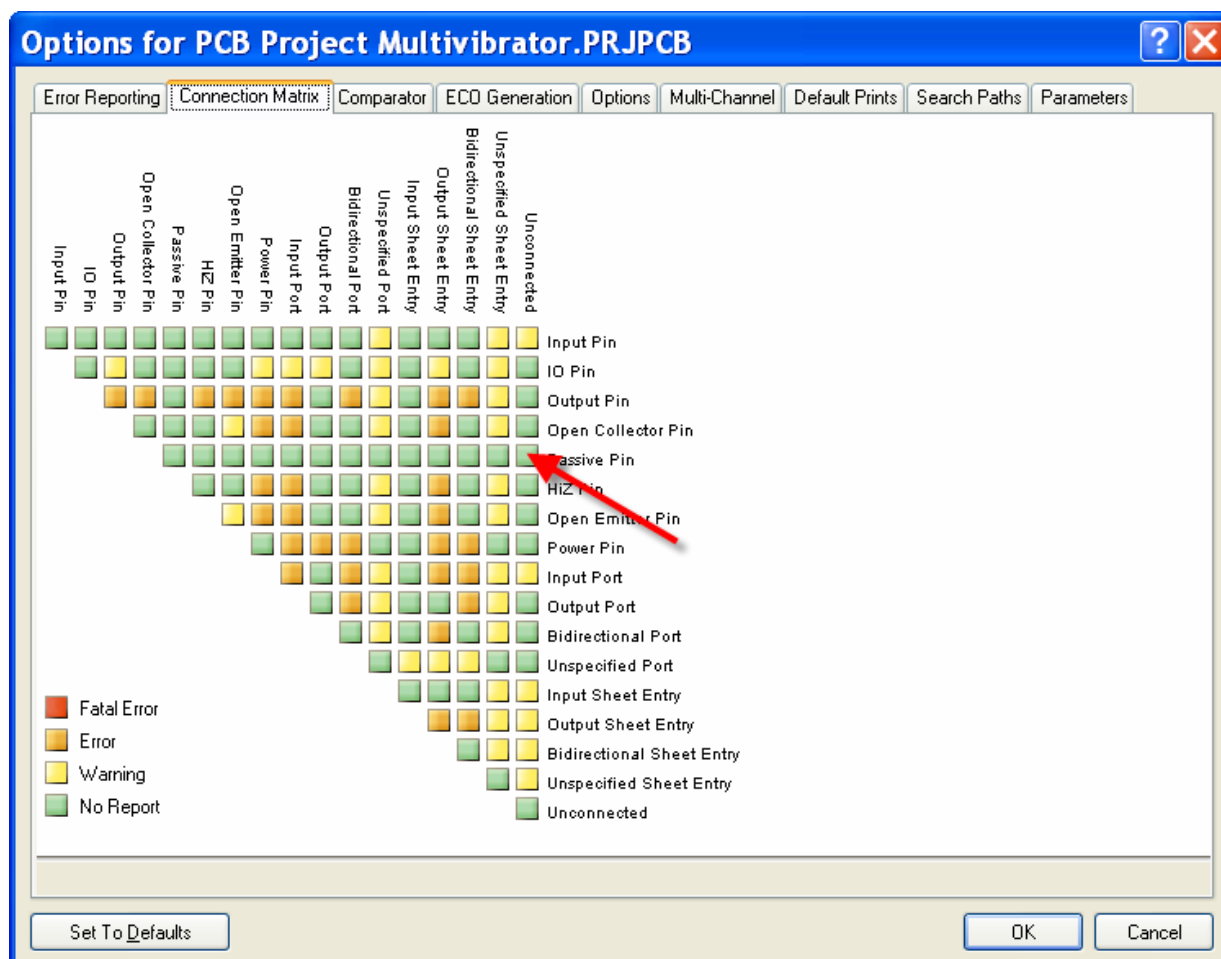 Options for PCB Project Multivibrator.PRJPCB
Error Reporting Connection Matrix Comparator ECO Generation Options Multi-Channel Default Prints Search Paths Parameters
Input Pin
IO Pin
Output Pin
Open Collector Pin
Passive Pin
HiZ Pin
Open Emitter Pin
Power Pin
Input Port
Output Port
Bidirectional Port
Unspecified Port
Input Sheet Entry
Output Sheet Entry
Bidirectional Sheet Entry
Unspecified Sheet Entry
Unconnected
Input Pin
IO Pin
Output Pin
Open Collector Pin
Passive Pin
HiZ Pin
Open Emitter Pin
Power Pin
Input Port
Output Port
Bidirectional Port
Unspecified Port
Input Sheet Entry
Output Sheet Entry
Bidirectional Sheet Entry
Unspecified Sheet Entry
Unconnected
Fatal Error
Error
Warning
No Report
Set To Defaults
OK
Cancel